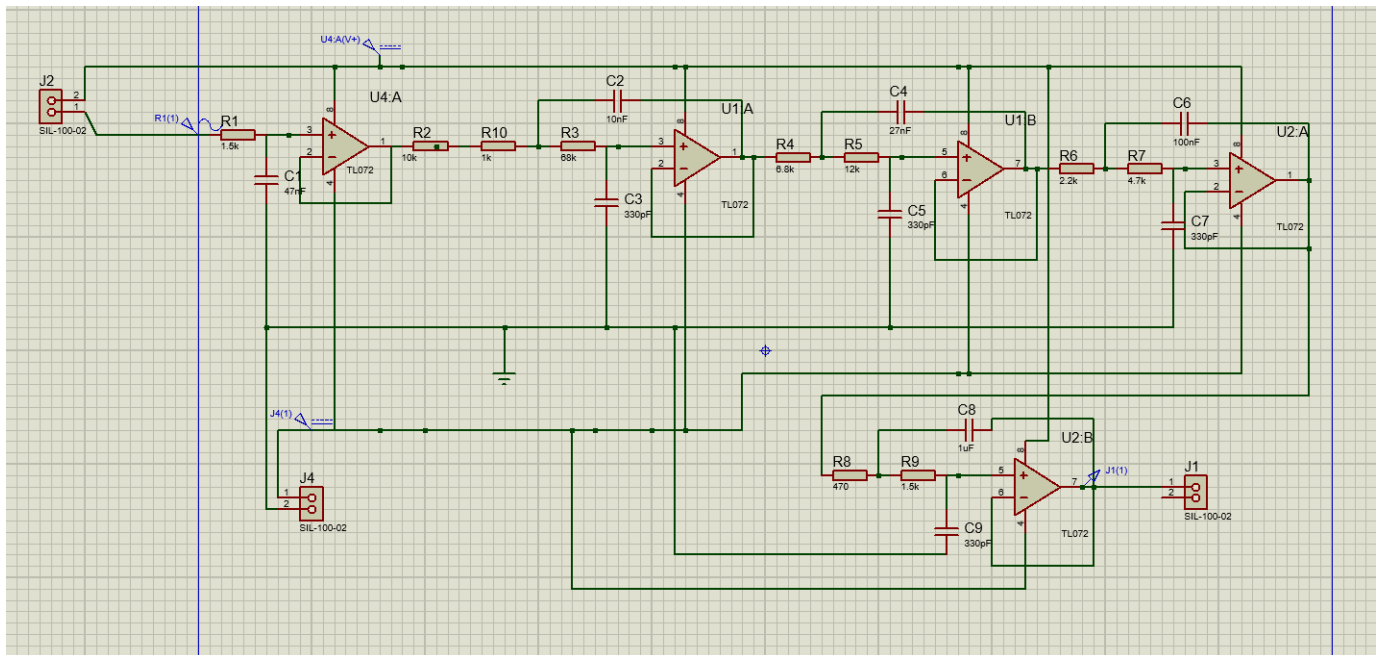 U4:A(V+)
J2
2
1
SIL-100-02
R1(1)
R1
1.5k
C1
47nF
U4:A
3
2
8
4
1
TL072
R2
10k
R10
1k
C2
10nF
R3
68k
C3
330pF
U1:A
3
2
8
4
1
TL072
R4
6.8k
C4
27nF
R5
12k
C5
330pF
U1:B
5
6
8
4
7
TL072
R6
2.2k
C6
100nF
R7
4.7k
C7
330pF
U2:A
3
2
8
4
1
TL072
J4(1)
J4
1
2
SIL-100-02
R8
470
C8
1uF
R9
1.5k
C9
330pF
U2:B
5
6
8
4
7
TL072
J1(1)
J1
1
2
SIL-100-02